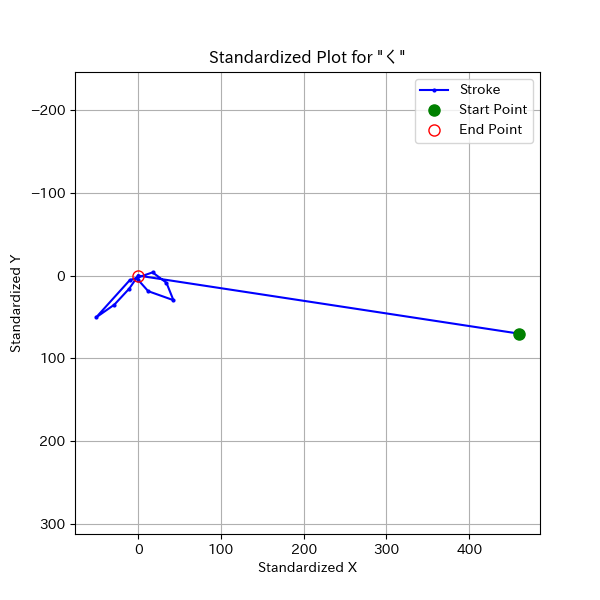 Standardized Plot for "く"
Stroke
Start Point
End Point
Standardized Y
−200
−100
0
100
200
300
0 100 200 300 400
Standardized X